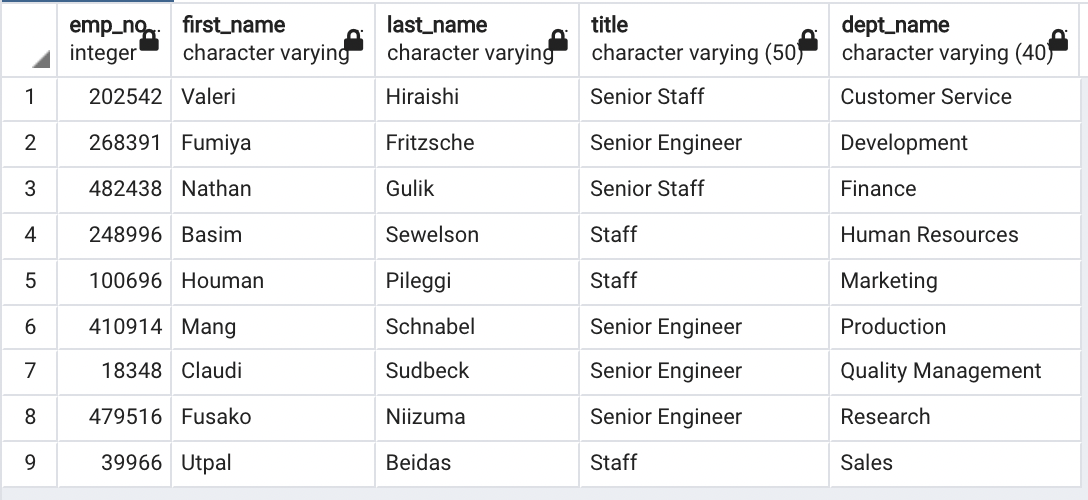 emp_no first_name last_name title dept_name
integer character varying character varying character varying (50) character varying (40)
1 202542 Valeri Hiraishi Senior Staff Customer Service
2 268391 Fumiya Fritzsche Senior Engineer Development
3 482438 Nathan Gulik Senior Staff Finance
4 248996 Basim Sewelson Staff Human Resources
5 100696 Houman Pileggi Staff Marketing
6 410914 Mang Schnabel Senior Engineer Production
7 18348 Claudi Sudbeck Senior Engineer Quality Management
8 479516 Fusako Niizuma Senior Engineer Research
9 39966 Utpal Beidas Staff Sales